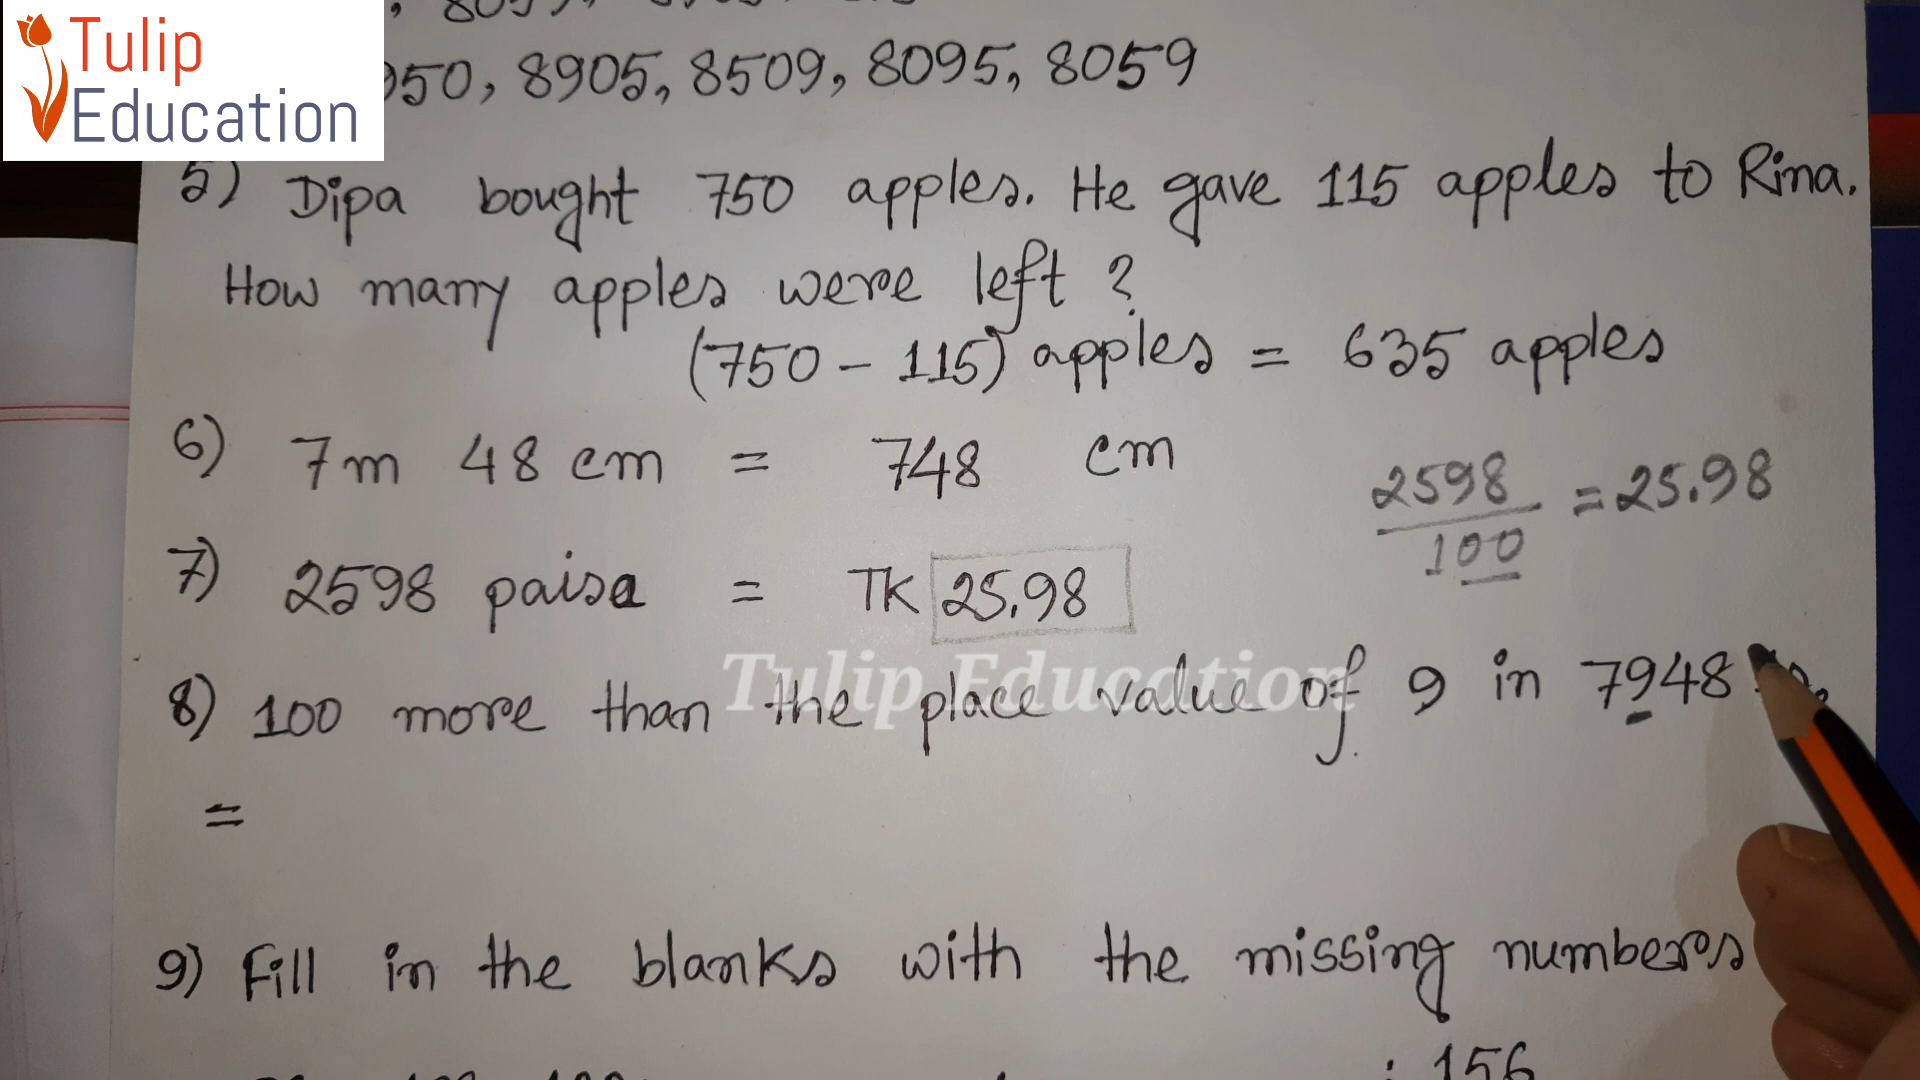 Tulip
Education
950, 8905, 8509, 8095, 8059
5) Dipa bought 750 apples. He gave 115 apples to Rina.
How many apples were left ?
(750 - 115) apples = 635 apples
6) 7m 48 cm = 748 cm
2598
100
= 25.98
7) 2598 paisa = TK 25.98
Tulip Education
8) 100 more than the place value of 9 in 7948
=
9) Fill in the blanks with the missing numbers
: 156